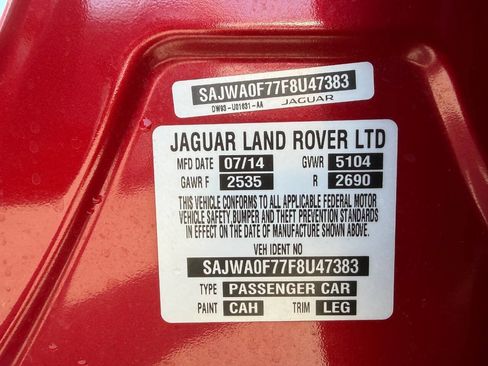 SAJWA0F77F8U47383
DW93-U01631-AA JAGUAR
JAGUAR LAND ROVER LTD
MFD DATE 07/14 GVWR 5104
GAWR F 2535 R 2690
THIS VEHICLE CONFORMS TO ALL APPLICABLE FEDERAL MOTOR
VEHICLE SAFETY, BUMPER AND THEFT PREVENTION STANDARDS
IN EFFECT ON THE DATE OF MANUFACTURE SHOWN ABOVE.
VEH IDENT NO
SAJWA0F77F8U47383
TYPE PASSENGER CAR
PAINT CAH TRIM LEG